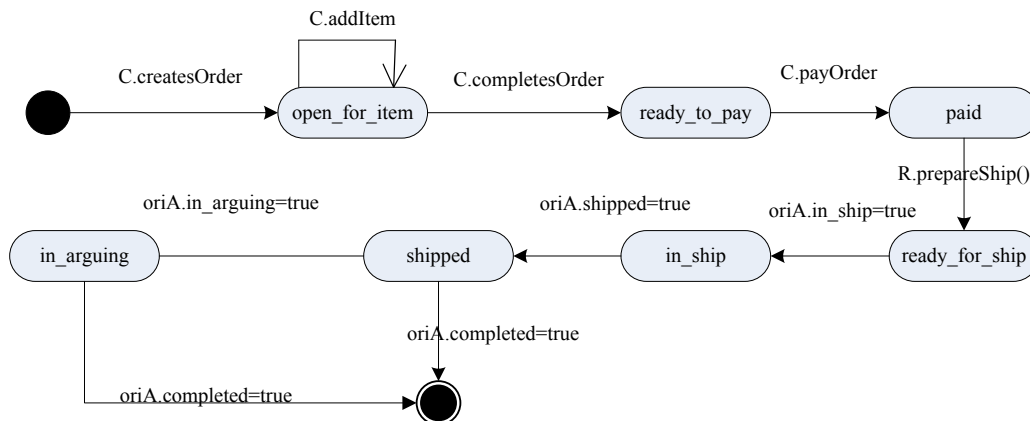 C.addItem
C.createsOrder
C.completesOrder
C.payOrder
open_for_item
ready_to_pay
paid
R.prepareShip()
oriA.in_arguing=true
oriA.shipped=true
oriA.in_ship=true
in_arguing
shipped
in_ship
ready_for_ship
oriA.completed=true
oriA.completed=true